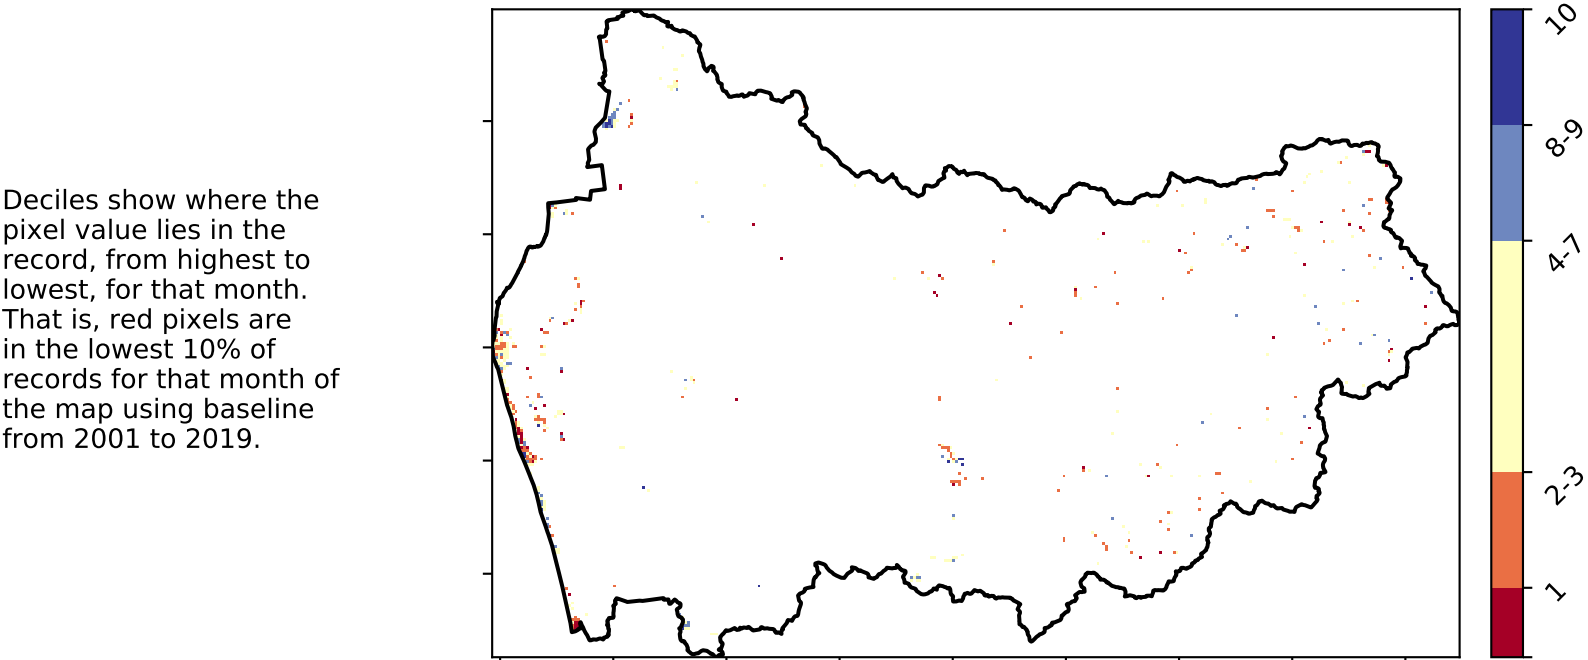 Deciles show where the
pixel value lies in the
record, from highest to
lowest, for that month.
That is, red pixels are
in the lowest 10% of
records for that month of
the map using baseline
from 2001 to 2019.
10
8-9
4-7
2-3
1